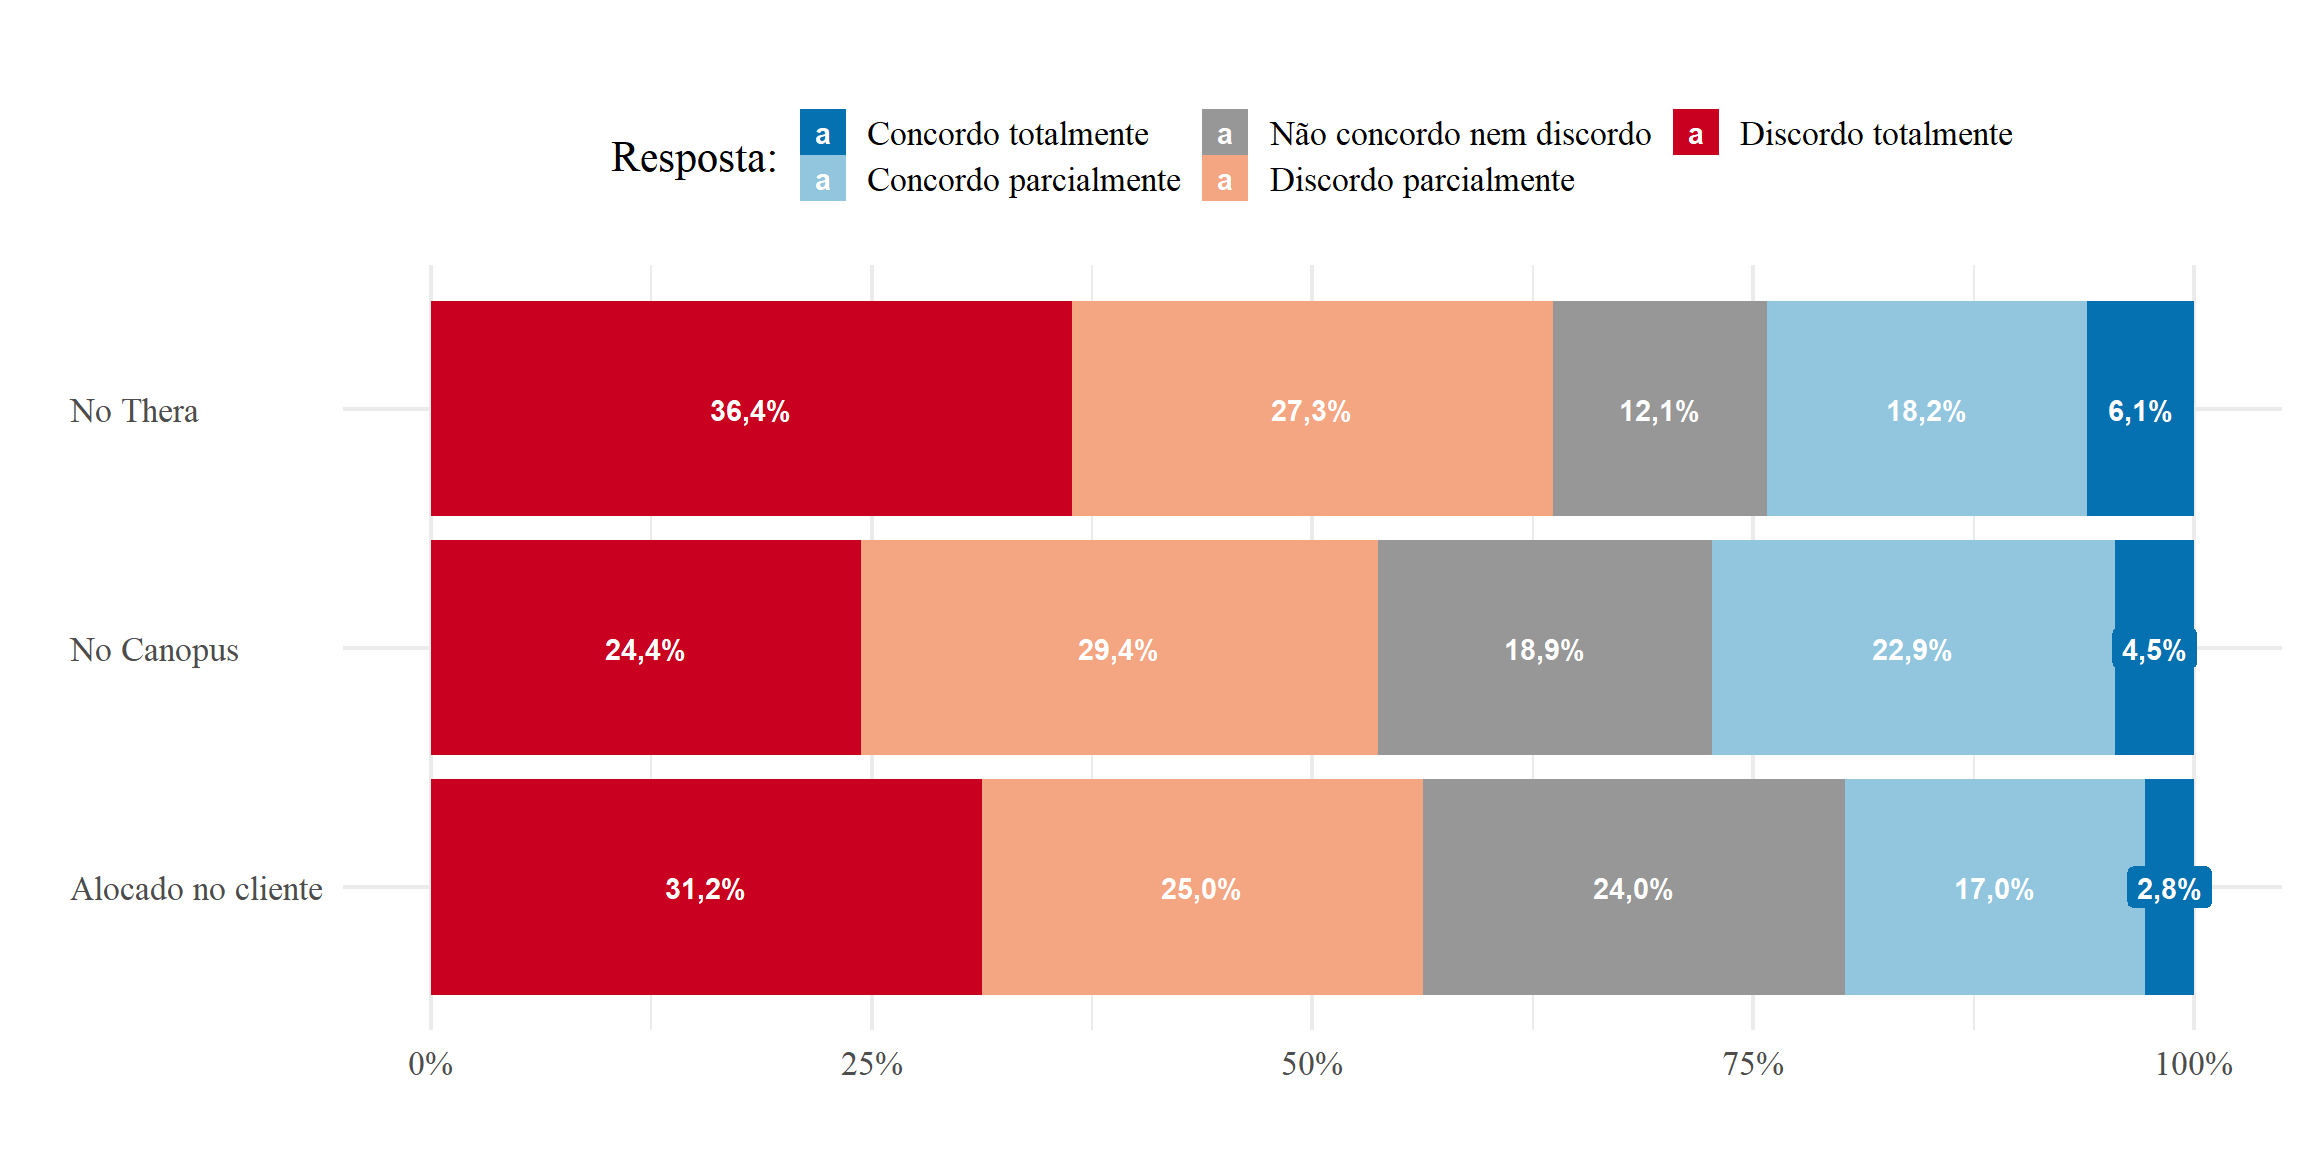 Resposta:
a Concordo totalmente
a Concordo parcialmente
a Não concordo nem discordo
a Discordo parcialmente
a Discordo totalmente
No Thera
36,4% 27,3% 12,1% 18,2% 6,1%
No Canopus
24,4% 29,4% 18,9% 22,9% 4,5%
Alocado no cliente
31,2% 25,0% 24,0% 17,0% 2,8%
0% 25% 50% 75% 100%